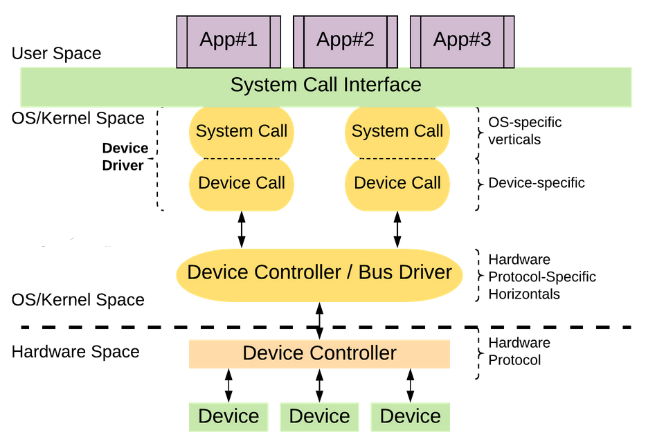 App#1
App#2
App#3
User Space
System Call Interface
OS/Kernel Space
System Call
System Call
OS-specific
verticals
Device
Driver
Device Call
Device Call
Device-specific
Device Controller / Bus Driver
Hardware
Protocol-Specific
Horizontals
OS/Kernel Space
Hardware Space
Device Controller
Hardware
Protocol
Device
Device
Device